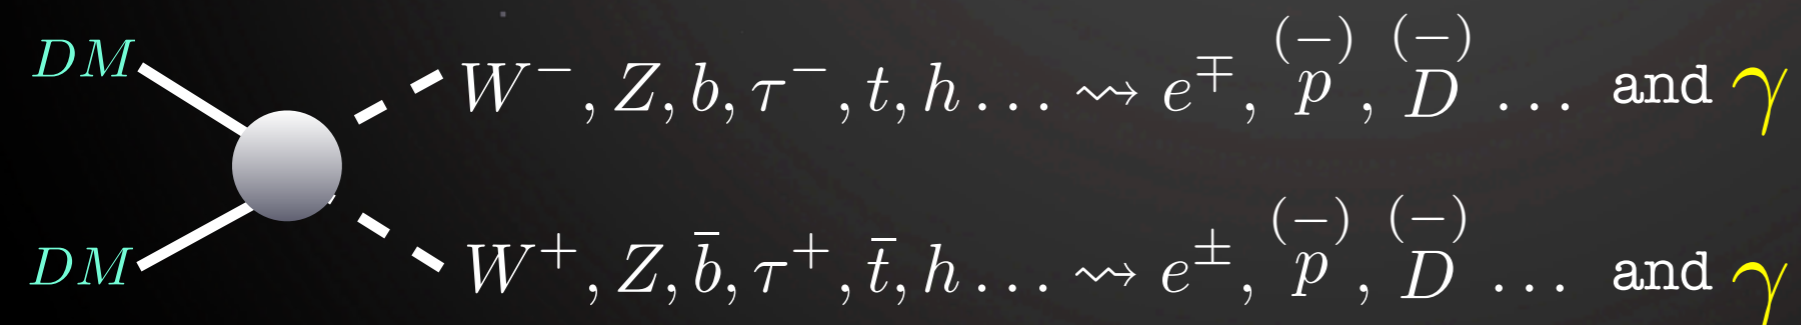 DM W⁻, Z, b, τ⁻, t, h … ⇝ e^∓, p^(−), D^(−) … and γ
DM W⁺, Z, b̄, τ⁺, t̄, h … ⇝ e^±, p^(−), D^(−) … and γ